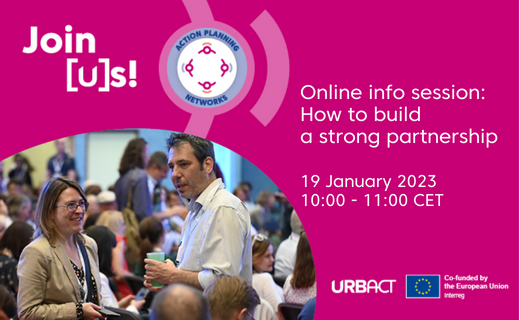 Join
[u]s!
ACTION PLANNING
NETWORKS
Online info session:
How to build
a strong partnership
19 January 2023
10:00 - 11:00 CET
URBACT
Co-funded by
the European Union
Interreg